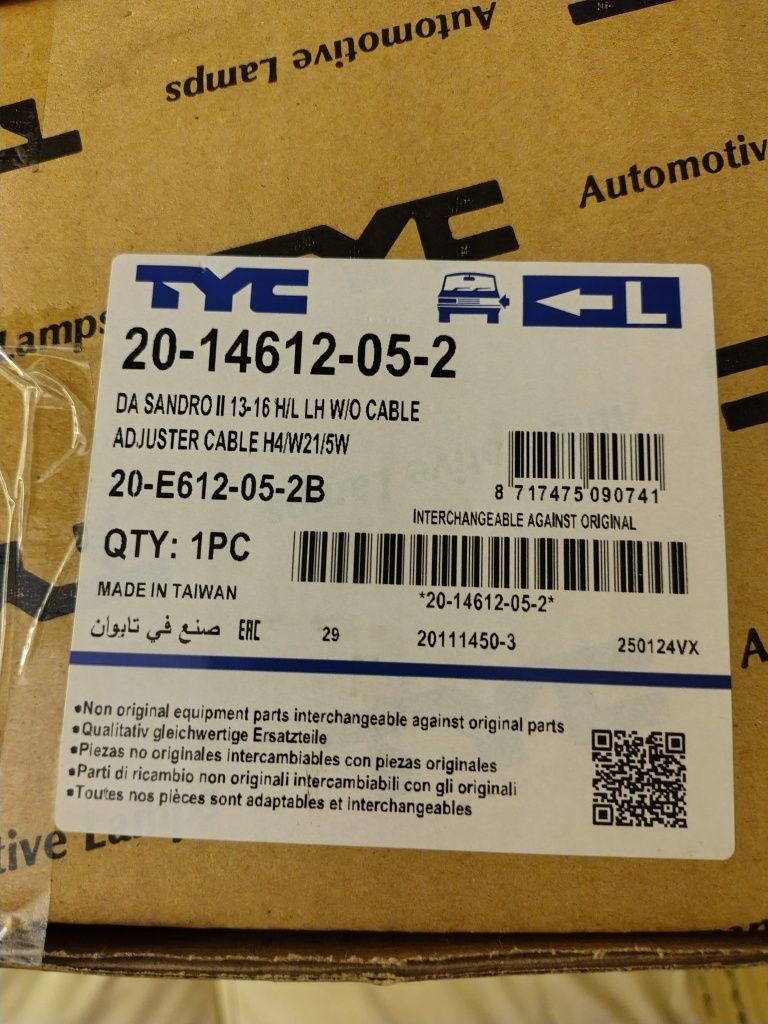 Automotive Lamps
Automotiv
TYC
Lamps
TYC
L
20-14612-05-2
DA SANDRO II 13-16 H/L LH W/O CABLE
ADJUSTER CABLE H4/W21/5W
20-E612-05-2B
8 717475 090741
INTERCHANGEABLE AGAINST ORIGINAL
QTY: 1PC
*20-14612-05-2*
MADE IN TAIWAN
صنع في تايوان EAC 29 20111450-3 250124VX
•Non original equipment parts interchangeable against original parts
•Qualitativ gleichwertige Ersatzteile
•Piezas no originales intercambiables con piezas originales
•Parti di ricambio non originali intercambiabili con gli originali
•Toutes nos pièces sont adaptables et interchangeables